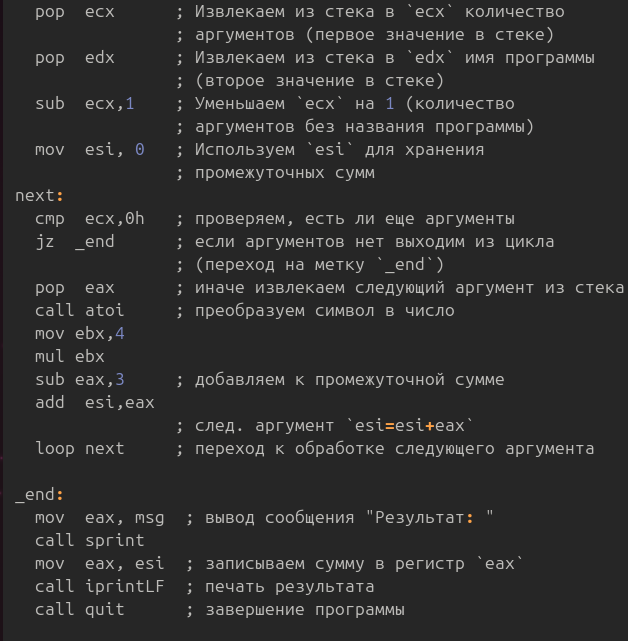 pop  ecx      ; Извлекаем из стека в `ecx` количество
; аргументов (первое значение в стеке)
pop  edx      ; Извлекаем из стека в `edx` имя программы
; (второе значение в стеке)
sub  ecx,1    ; Уменьшаем `ecx` на 1 (количество
; аргументов без названия программы)
mov  esi, 0   ; Используем `esi` для хранения
; промежуточных сумм
next:
cmp  ecx,0h   ; проверяем, есть ли еще аргументы
jz  _end      ; если аргументов нет выходим из цикла
; (переход на метку `_end`)
pop  eax      ; иначе извлекаем следующий аргумент из стека
call atoi     ; преобразуем символ в число
mov ebx,4
mul ebx
sub eax,3     ; добавляем к промежуточной сумме
add  esi,eax
; след. аргумент `esi=esi+eax`
loop next     ; переход к обработке следующего аргумента
_end:
mov  eax, msg  ; вывод сообщения "Результат: "
call sprint
mov  eax, esi  ; записываем сумму в регистр `eax`
call iprintLF  ; печать результата
call quit      ; завершение программы